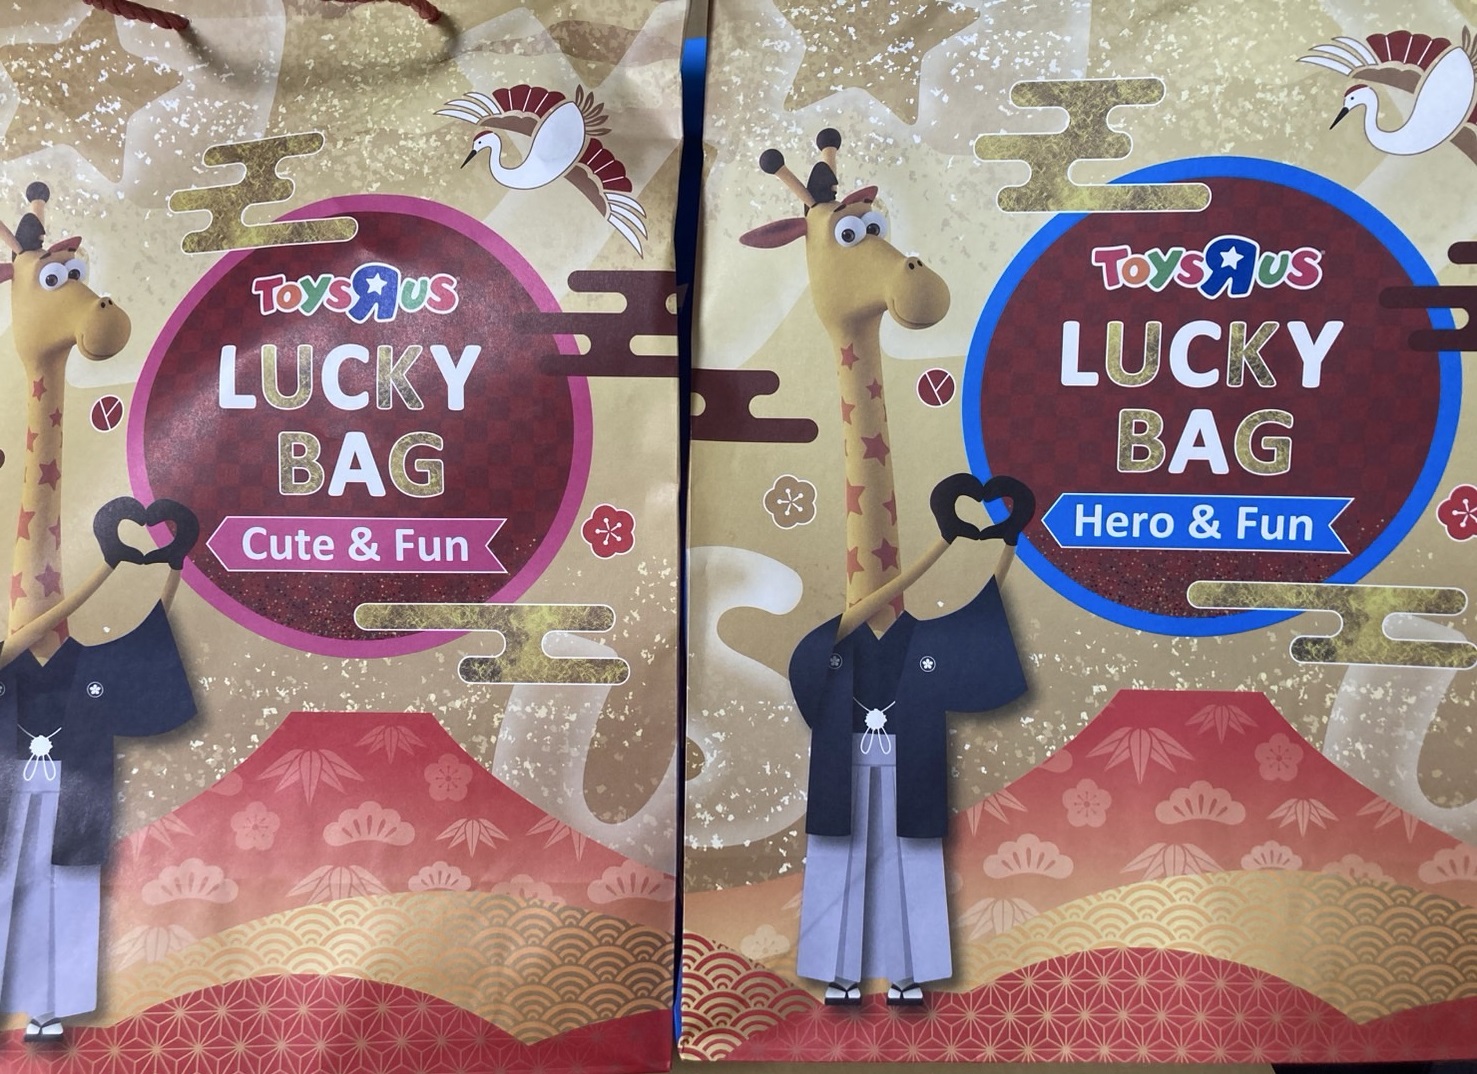 TOYS R US
LUCKY
BAG
Cute & Fun
TOYS R US
LUCKY
BAG
Hero & Fun